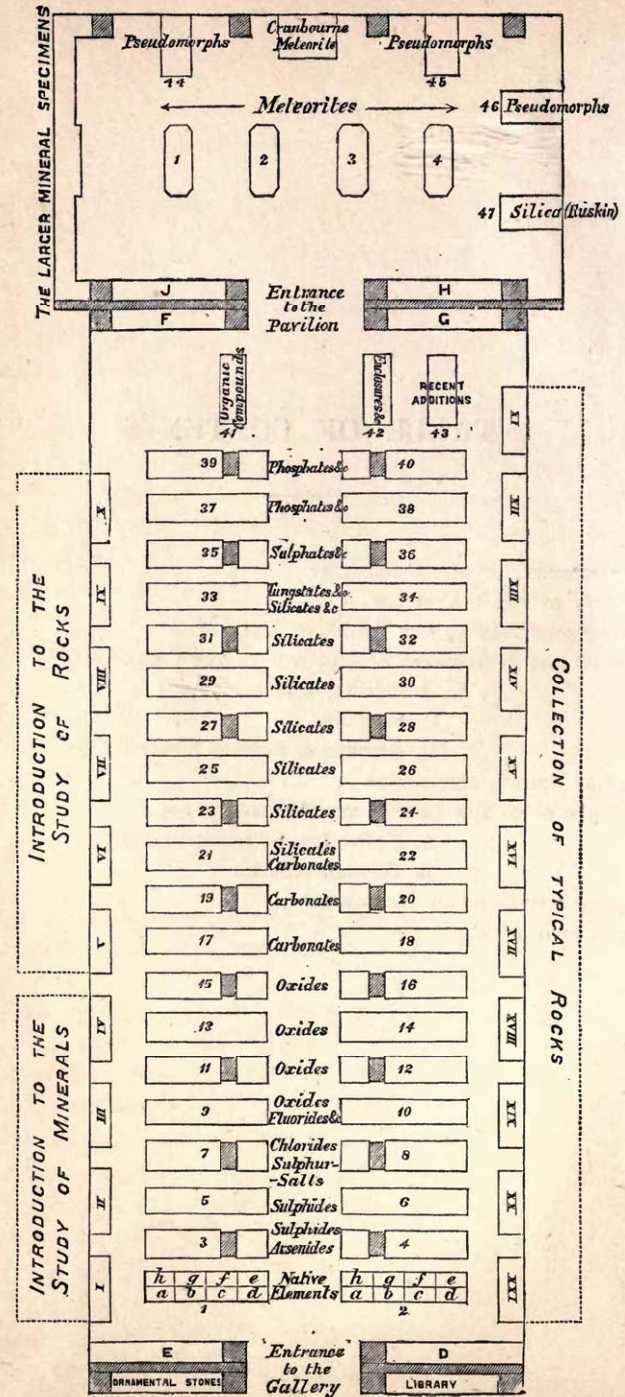 THE LARGER MINERAL SPECIMENS
Pseudomorphs
Cranbourne
Meteorite
Pseudomorphs
44
45
Meteorites
46 Pseudomorphs
1
2
3
4
47 Silica (Ruskin)
J
Entrance
to the
Pavilion
H
F
G
Organic
Compounds
41
Enclosures &c
42
RECENT
ADDITIONS
43
39 Phosphates &c 40
37 Phosphates &c 38
35 Sulphates &c 36
33 Tungstates &c
Silicates &c 34
31 Silicates 32
29 Silicates 30
27 Silicates 28
25 Silicates 26
23 Silicates 24
21 Silicates
Carbonates 22
19 Carbonates 20
17 Carbonates 18
15 Oxides 16
13 Oxides 14
11 Oxides 12
9 Oxides
Fluorides &c 10
7 Chlorides 8
Sulphur-
-Salts
5 Sulphides 6
3 Sulphides
Arsenides 4
h g f e Native h g f e
a b c d Elements a b c d
1
2
INTRODUCTION TO THE
STUDY OF ROCKS
X
XI
VIII
VII
VI
V
INTRODUCTION TO THE
STUDY OF MINERALS
IV
III
II
I
COLLECTION OF TYPICAL ROCKS
XI
XII
XIII
XIV
XV
XVI
XVII
XVIII
XIX
XX
XXI
E
Entrance
to the
Gallery
D
ORNAMENTAL STONES
LIBRARY